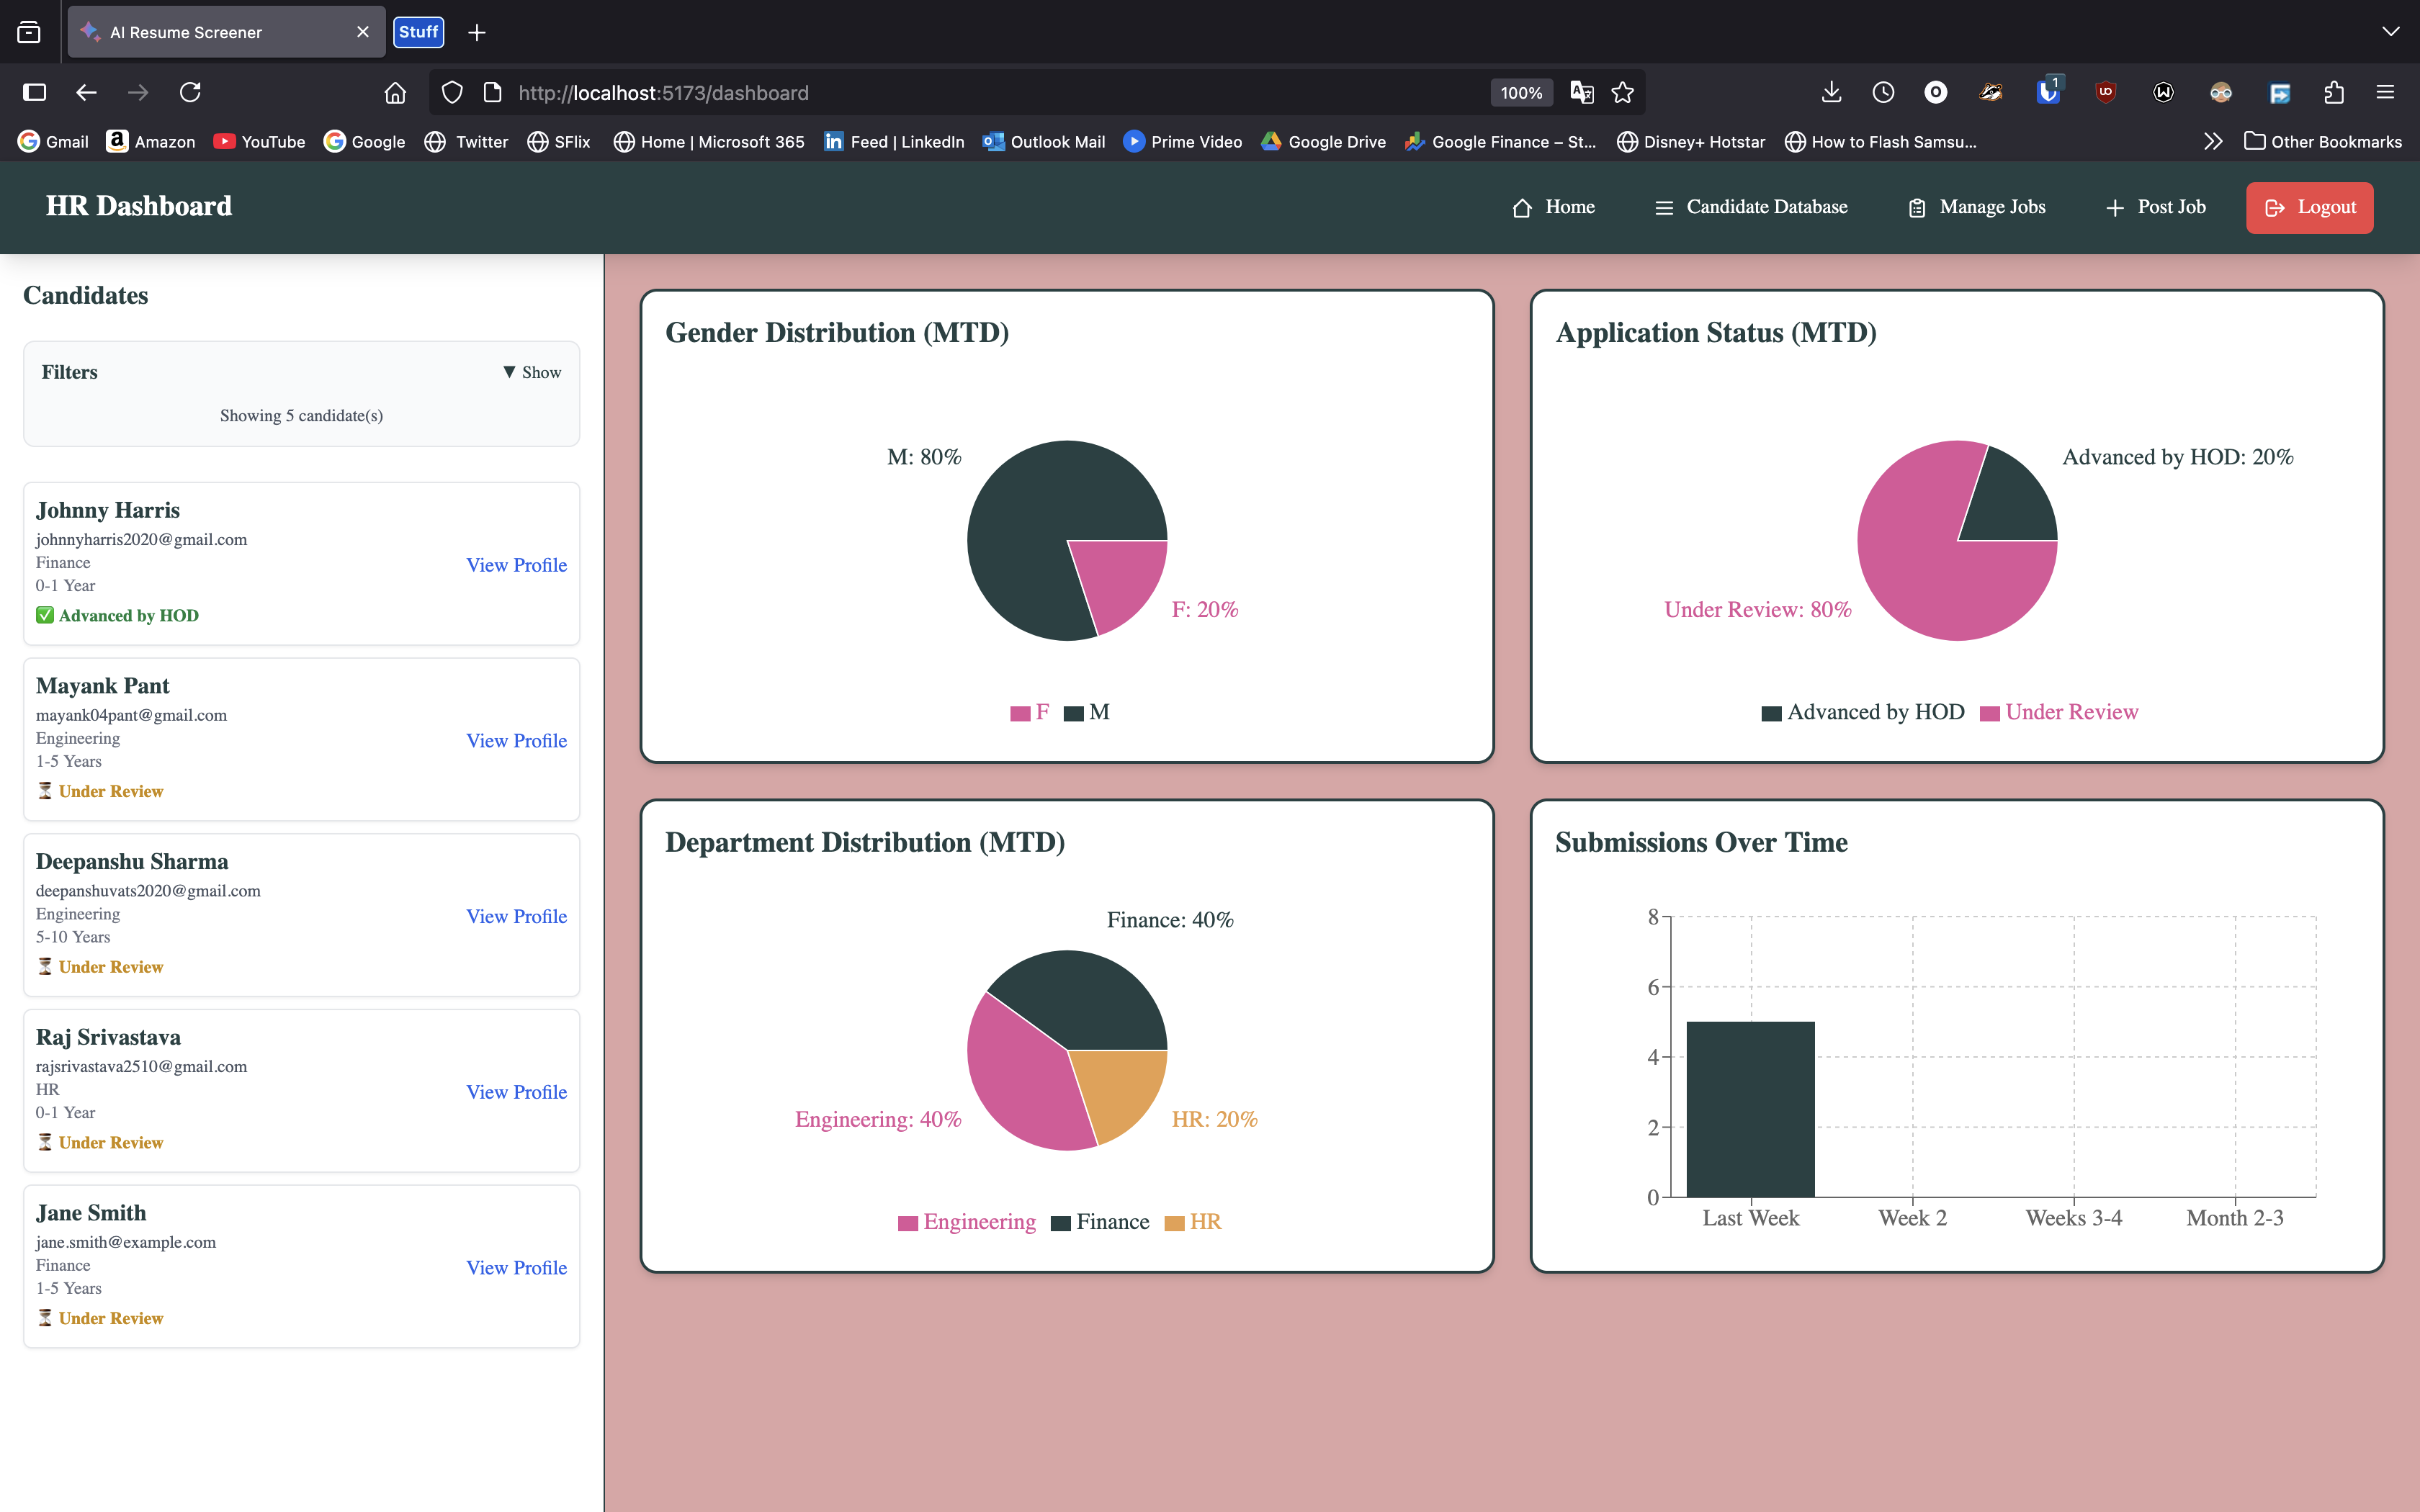 AI Resume Screener
Stuff
http://localhost:5173/dashboard
100%
1
Gmail
Amazon
YouTube
Google
Twitter
SFlix
Home | Microsoft 365
Feed | LinkedIn
Outlook Mail
Prime Video
Google Drive
Google Finance – St...
Disney+ Hotstar
How to Flash Samsu...
Other Bookmarks
HR Dashboard
Home
Candidate Database
Manage Jobs
Post Job
Logout
Candidates
Filters
▼ Show
Showing 5 candidate(s)
Johnny Harris
johnnyharris2020@gmail.com
Finance
0-1 Year
✅ Advanced by HOD
View Profile
Mayank Pant
mayank04pant@gmail.com
Engineering
1-5 Years
⏳ Under Review
View Profile
Deepanshu Sharma
deepanshuvats2020@gmail.com
Engineering
5-10 Years
⏳ Under Review
View Profile
Raj Srivastava
rajsrivastava2510@gmail.com
HR
0-1 Year
⏳ Under Review
View Profile
Jane Smith
jane.smith@example.com
Finance
1-5 Years
⏳ Under Review
View Profile
Gender Distribution (MTD)
M: 80%
F: 20%
F
M
Application Status (MTD)
Advanced by HOD: 20%
Under Review: 80%
Advanced by HOD
Under Review
Department Distribution (MTD)
Finance: 40%
Engineering: 40%
HR: 20%
Engineering
Finance
HR
Submissions Over Time
8
6
4
2
0
Last Week
Week 2
Weeks 3-4
Month 2-3